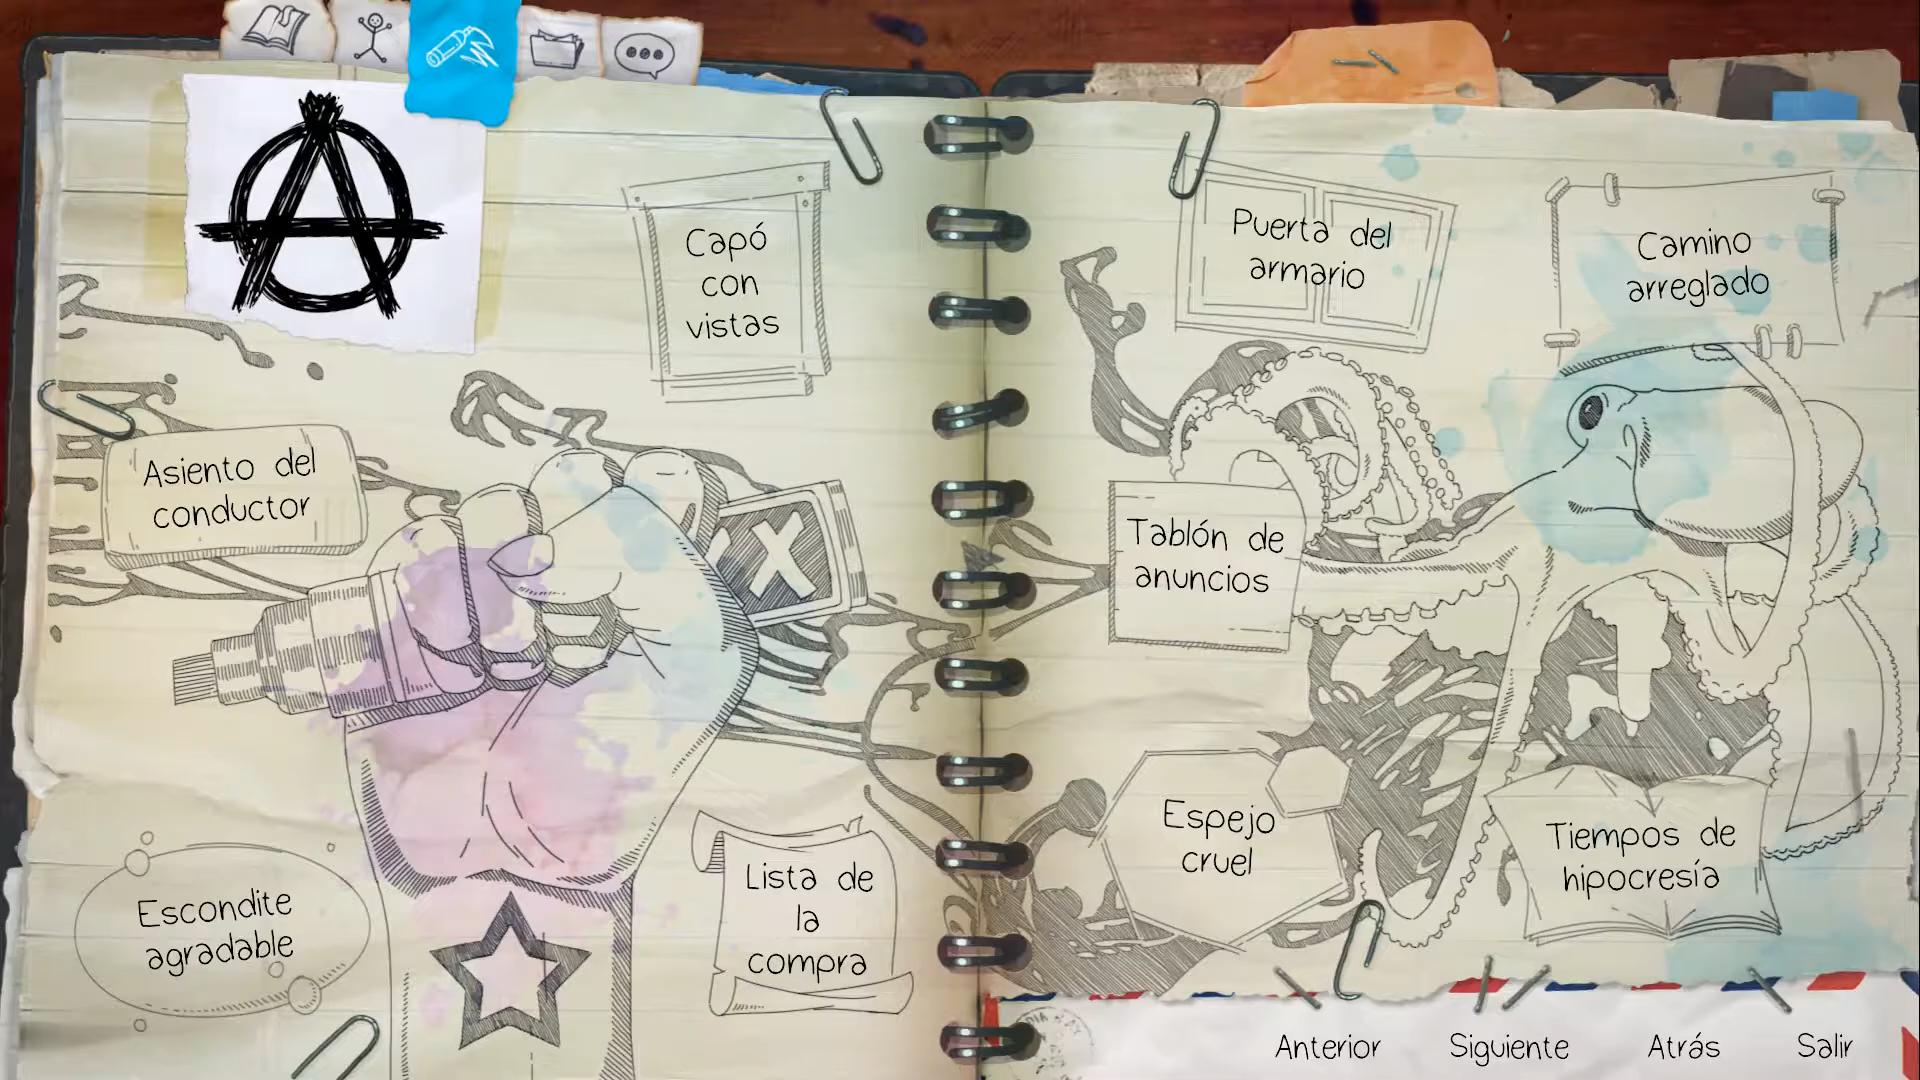 Capó
con
vistas
Asiento del
conductor
Escondite
agradable
Lista de
la
compra
Puerta del
armario
Camino
arreglado
Tablón de
anuncios
Espejo
cruel
Tiempos de
hipocresía
Anterior
Siguiente
Atrás
Salir